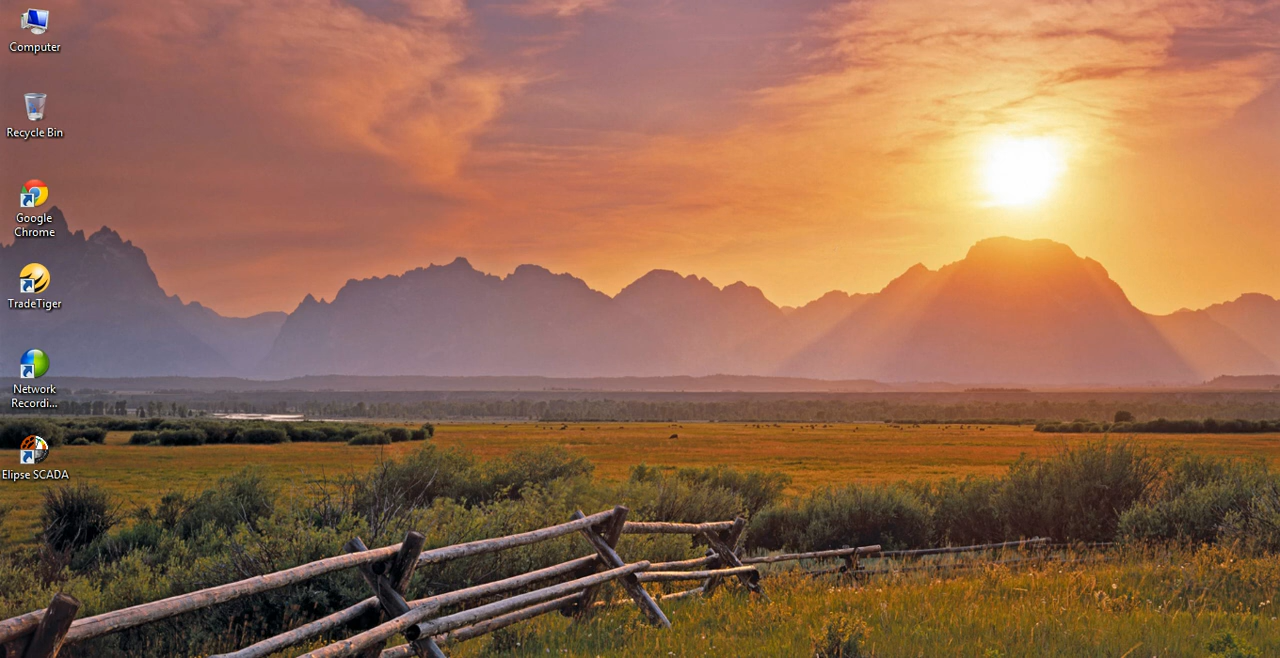 Computer
Recycle Bin
Google
Chrome
TradeTiger
Network
Recordi...
Elipse SCADA